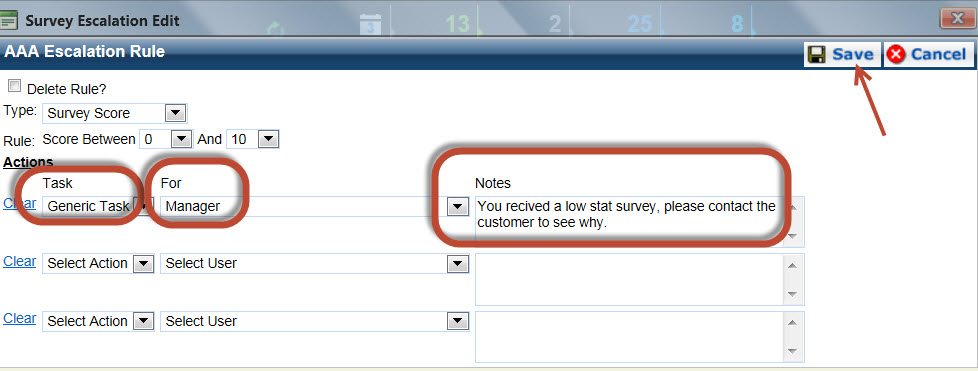 Survey Escalation Edit
3 13 2 25 8
AAA Escalation Rule
Save Cancel
Delete Rule?
Type: Survey Score
Rule: Score Between 0 And 10
Actions
Task For Notes
Clear Generic Task Manager You recived a low stat survey, please contact the
customer to see why.
Clear Select Action Select User
Clear Select Action Select User